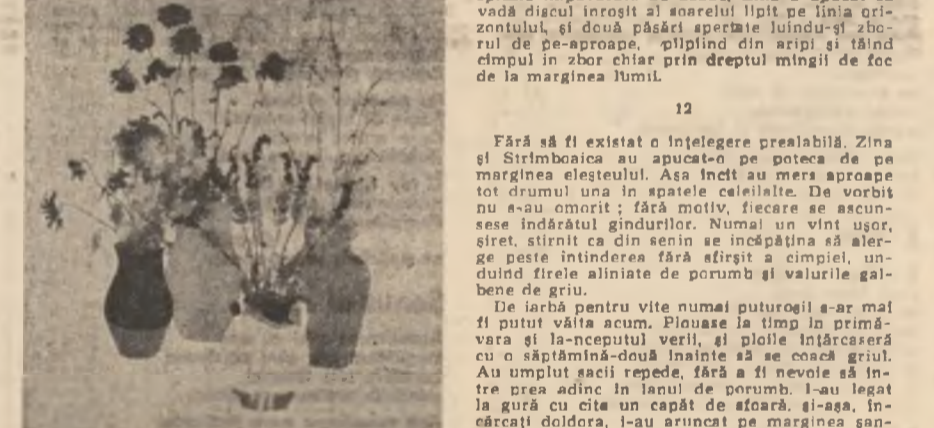 vadă discul înroșit al soarelui lipit pe linia ori-
zontului, și două păsări speriate luîndu-și zbo-
rul de pe-aproape, pîlpîind din aripi și tăind
cîmpul în zbor chiar prin dreptul mingii de foc
de la marginea lumii.
12
Fără să fi existat o înțelegere prealabilă, Zina
și Strîmboaica au apucat-o pe poteca de pe
marginea eleșteului. Așa încît au mers aproape
tot drumul una în spatele celeilalte. De vorbit
nu s-au omorît ; fără motiv, fiecare se ascun-
sese îndărătul gîndurilor. Numai un vînt ușor,
șiret, stîrnit ca din senin se încăpățîna să aler-
ge peste întinderea fără sfîrșit a cîmpiei, un-
duind firele aliniate de porumb și valurile gal-
bene de grîu.
De iarbă pentru vite numai puturoșii s-ar mai
fi putut văita acum. Plouase la timp în primă-
vara și la-nceputul verii, și ploile înțărcaseră
cu o săptămînă-două înainte să se coacă grîul.
Au umplut sacii repede, fără a fi nevoie să in-
tre prea adînc în lanul de porumb. I-au legat
la gură cu cîte un capăt de sfoară, și-așa, în-
cărcați doldora, i-au aruncat pe marginea șan-